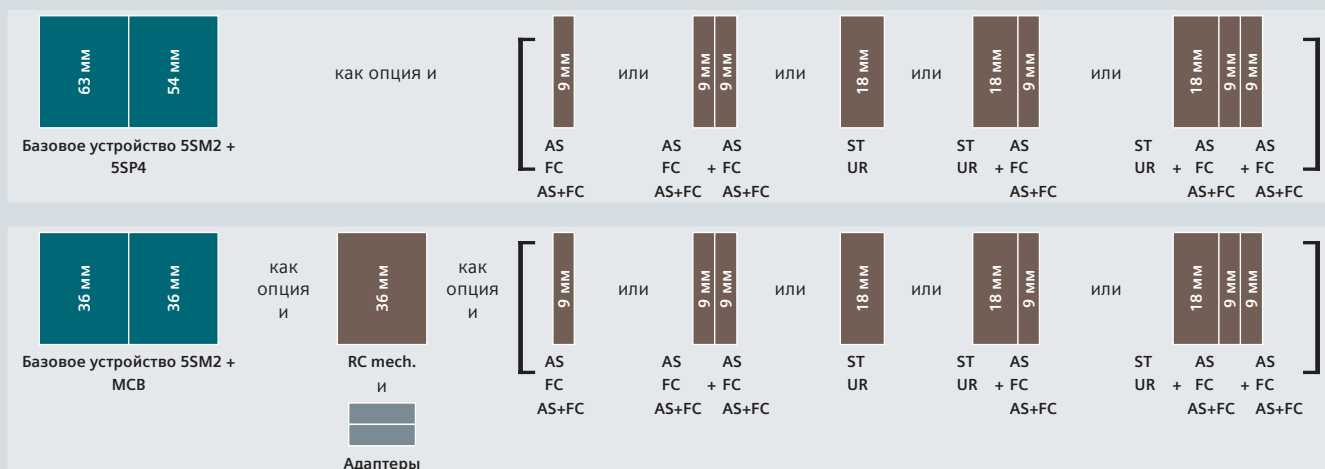 63 мм 54 мм как опция и 9 мм или 9 мм 9 мм или 18 мм или 18 мм 9 мм или 18 мм 9 мм 9 мм
Базовое устройство 5SM2 + AS AS AS ST ST AS ST AS AS
5SP4 FC FC + FC UR UR + FC UR + FC + FC
AS+FC AS+FC AS+FC AS+FC AS+FC AS+FC
36 мм 36 мм как опция и 36 мм как опция и 9 мм или 9 мм 9 мм или 18 мм или 18 мм 9 мм или 18 мм 9 мм 9 мм
Базовое устройство 5SM2 + RC mech. AS AS AS ST ST AS ST AS AS
MCB и FC FC + FC UR UR + FC UR + FC + FC
AS+FC AS+FC AS+FC AS+FC AS+FC AS+FC
Адаптеры